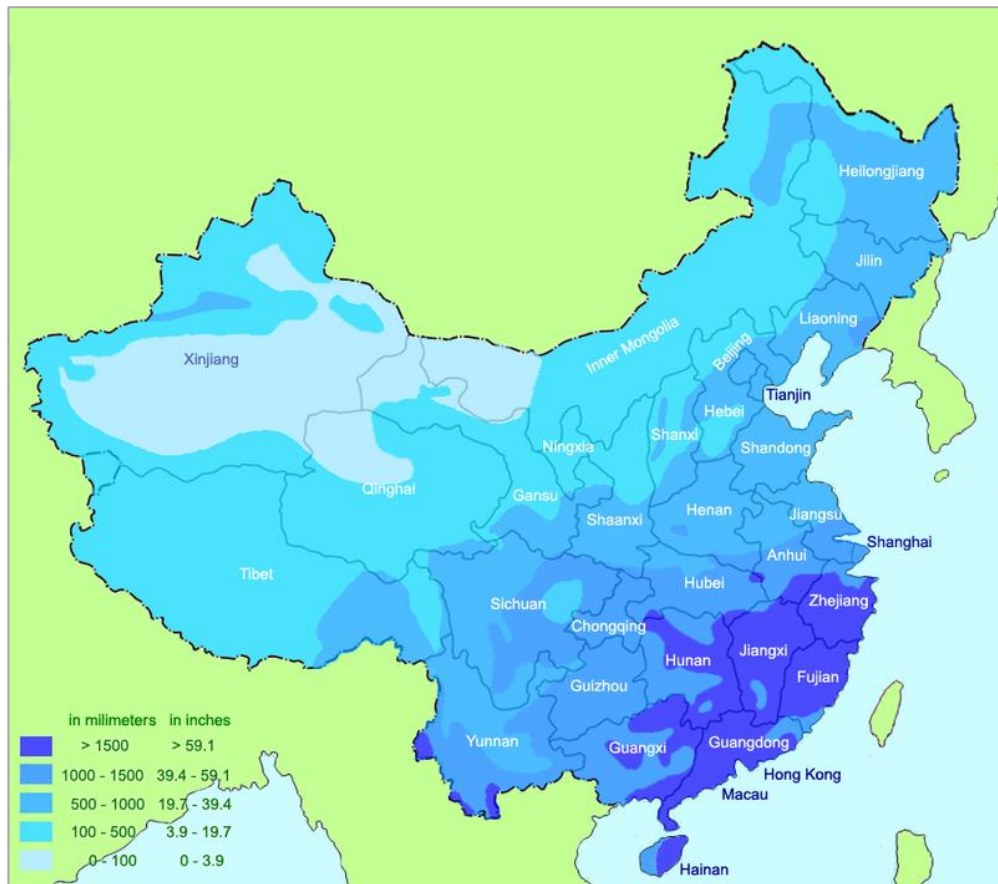 Heilongjiang
Jilin
Liaoning
Inner Mongolia
Beijing
Xinjiang
Tianjin
Hebei
Shanxi
Ningxia
Shandong
Qinghai
Gansu
Henan
Jiangsu
Shaanxi
Shanghai
Anhui
Tibet
Hubei
Sichuan
Zhejiang
Chongqing
Jiangxi
Hunan
Fujian
Guizhou
Yunnan
Guangxi
Guangdong
Hong Kong
Macau
Hainan
in milimeters in inches
> 1500 > 59.1
1000 - 1500 39.4 - 59.1
500 - 1000 19.7 - 39.4
100 - 500 3.9 - 19.7
0 - 100 0 - 3.9